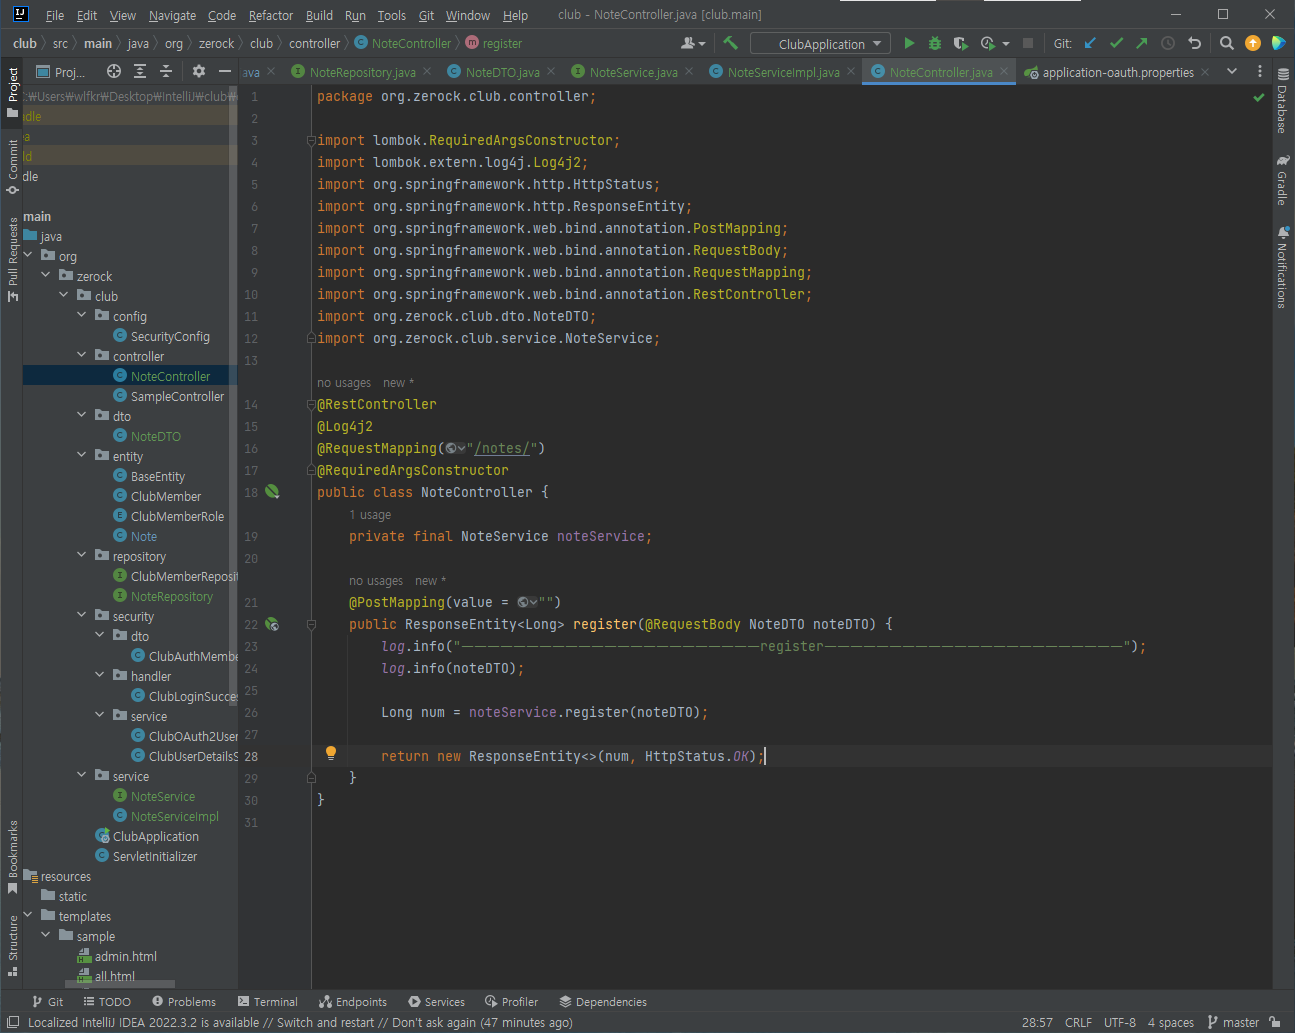 File Edit View Navigate Code Refactor Build Run Tools Git Window Help club - NoteController.java [club.main]
club src main java org zerock club controller NoteController register ClubApplication Git:
Proj... ava NoteRepository.java NoteDTO.java NoteService.java NoteServiceImpl.java NoteController.java application-oauth.properties
Project
Commit
Pull Requests
Bookmarks
Structure
:₩Users₩wlfkr₩Desktop₩IntelliJ₩club₩
dle
a
d
dle
main
java
org
zerock
club
config
SecurityConfig
controller
NoteController
SampleController
dto
NoteDTO
entity
BaseEntity
ClubMember
ClubMemberRole
Note
repository
ClubMemberReposit
NoteRepository
security
dto
ClubAuthMembe
handler
ClubLoginSucces
service
ClubOAuth2User
ClubUserDetailsS
service
NoteService
NoteServiceImpl
ClubApplication
ServletInitializer
resources
static
templates
sample
admin.html
all.html
1 package org.zerock.club.controller;
2
3 import lombok.RequiredArgsConstructor;
4 import lombok.extern.log4j.Log4j2;
5 import org.springframework.http.HttpStatus;
6 import org.springframework.http.ResponseEntity;
7 import org.springframework.web.bind.annotation.PostMapping;
8 import org.springframework.web.bind.annotation.RequestBody;
9 import org.springframework.web.bind.annotation.RequestMapping;
10 import org.springframework.web.bind.annotation.RestController;
11 import org.zerock.club.dto.NoteDTO;
12 import org.zerock.club.service.NoteService;
13
no usages new *
14 @RestController
15 @Log4j2
16 @RequestMapping("/notes/")
17 @RequiredArgsConstructor
18 public class NoteController {
1 usage
19 private final NoteService noteService;
20
no usages new *
21 @PostMapping(value = "")
22 public ResponseEntity<Long> register(@RequestBody NoteDTO noteDTO) {
23 log.info("-----------------------register-----------------------");
24 log.info(noteDTO);
25
26 Long num = noteService.register(noteDTO);
27
28 return new ResponseEntity<>(num, HttpStatus.OK);
29 }
30 }
31
Database
Gradle
Notifications
Git TODO Problems Terminal Endpoints Services Profiler Dependencies
Localized IntelliJ IDEA 2022.3.2 is available // Switch and restart // Don't ask again (47 minutes ago) 28:57 CRLF UTF-8 4 spaces master